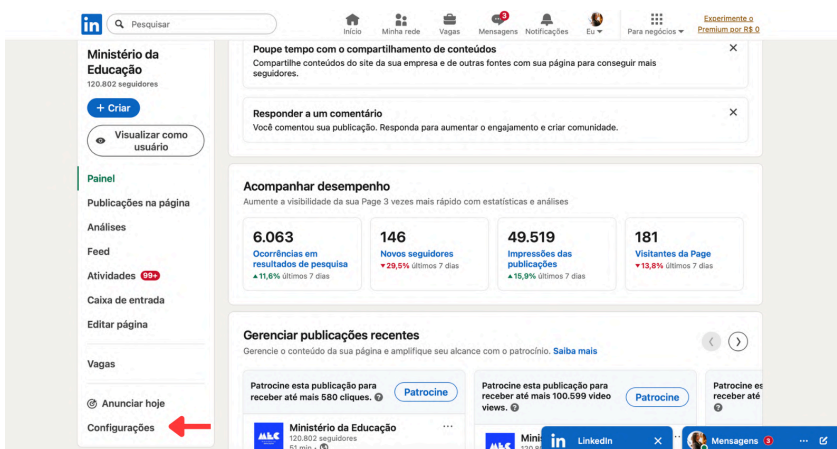 in
Pesquisar
Início
Minha rede
Vagas
3
Mensagens
Notificações
Eu
Para negócios
Experimente o
Premium por R$ 0
Ministério da
Educação
120.802 seguidores
+ Criar
Visualizar como
usuário
Painel
Publicações na página
Análises
Feed
Atividades 99+
Caixa de entrada
Editar página
Vagas
Anunciar hoje
Configurações
Poupe tempo com o compartilhamento de conteúdos
Compartilhe conteúdos do site da sua empresa e de outras fontes com sua página para conseguir mais
seguidores.
Responder a um comentário
Você comentou sua publicação. Responda para aumentar o engajamento e criar comunidade.
Acompanhar desempenho
Aumente a visibilidade da sua Page 3 vezes mais rápido com estatísticas e análises
6.063
Ocorrências em
resultados de pesquisa
▲11,6% últimos 7 dias
146
Novos seguidores
▼29,5% últimos 7 dias
49.519
Impressões das
publicações
▲15,9% últimos 7 dias
181
Visitantes da Page
▼13,8% últimos 7 dias
Gerenciar publicações recentes
Gerencie o conteúdo da sua página e amplifique seu alcance com o patrocínio. Saiba mais
Patrocine esta publicação para
receber até mais 580 cliques.
Patrocine
MEC
Ministério da Educação
120.802 seguidores
51 min •
Patrocine esta publicação para
receber até mais 100.599 video
views.
Patrocine
MEC
Patrocine
receber até
in LinkedIn
Mensagens 3